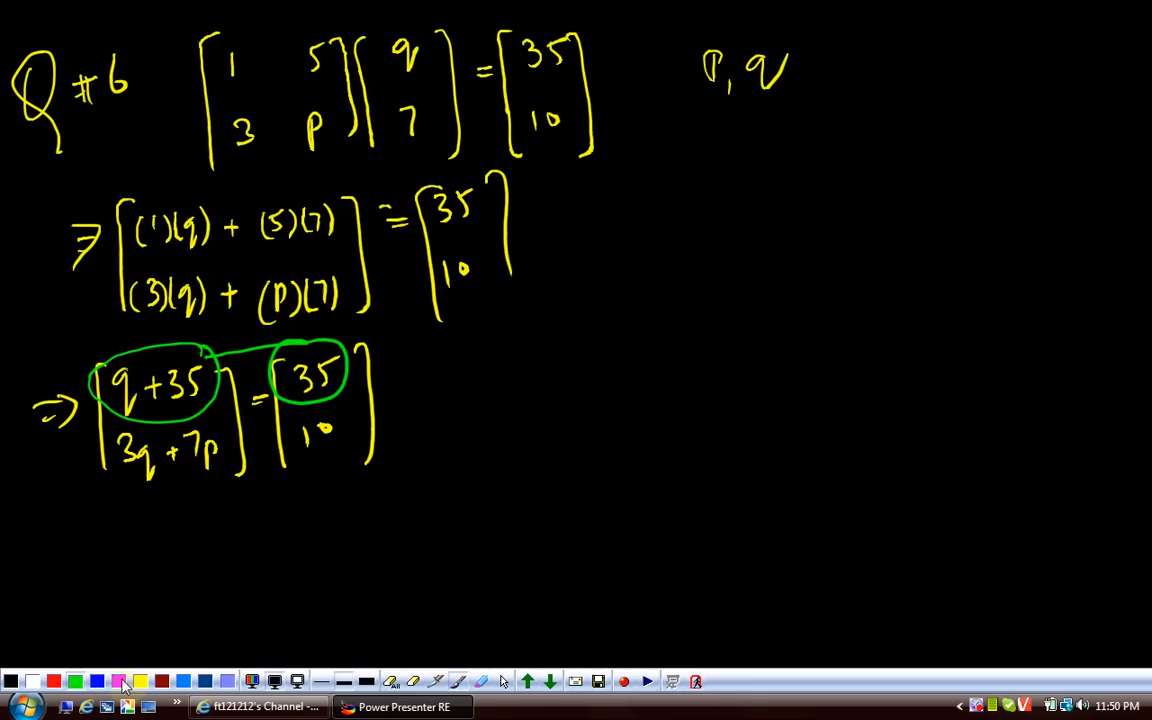 Q #6 [1 5 3 p] [q 7] = [35 10] P, q
⇒ [(1)(q) + (5)(7) = [35
(3)(q) + (p)(7)] 10]
⇒ [q+35 = [35
3q+7p] 10]
ft121212's Channel -... Power Presenter RE 11:50 PM